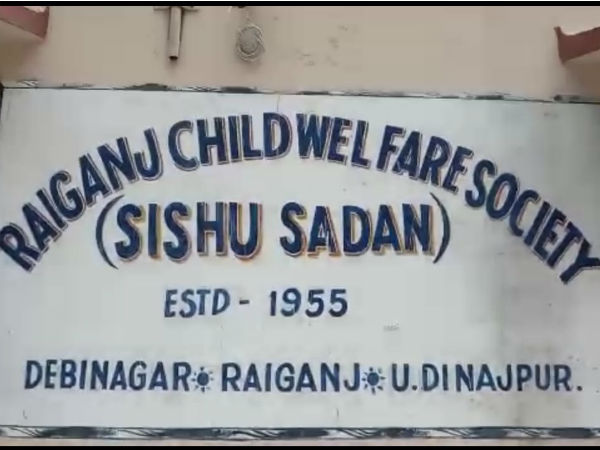 RAIGANJ CHILD WELFARE SOCIETY
(SISHU SADAN)
ESTD - 1955
DEBINAGAR☀RAIGANJ☀U.DINAJPUR.